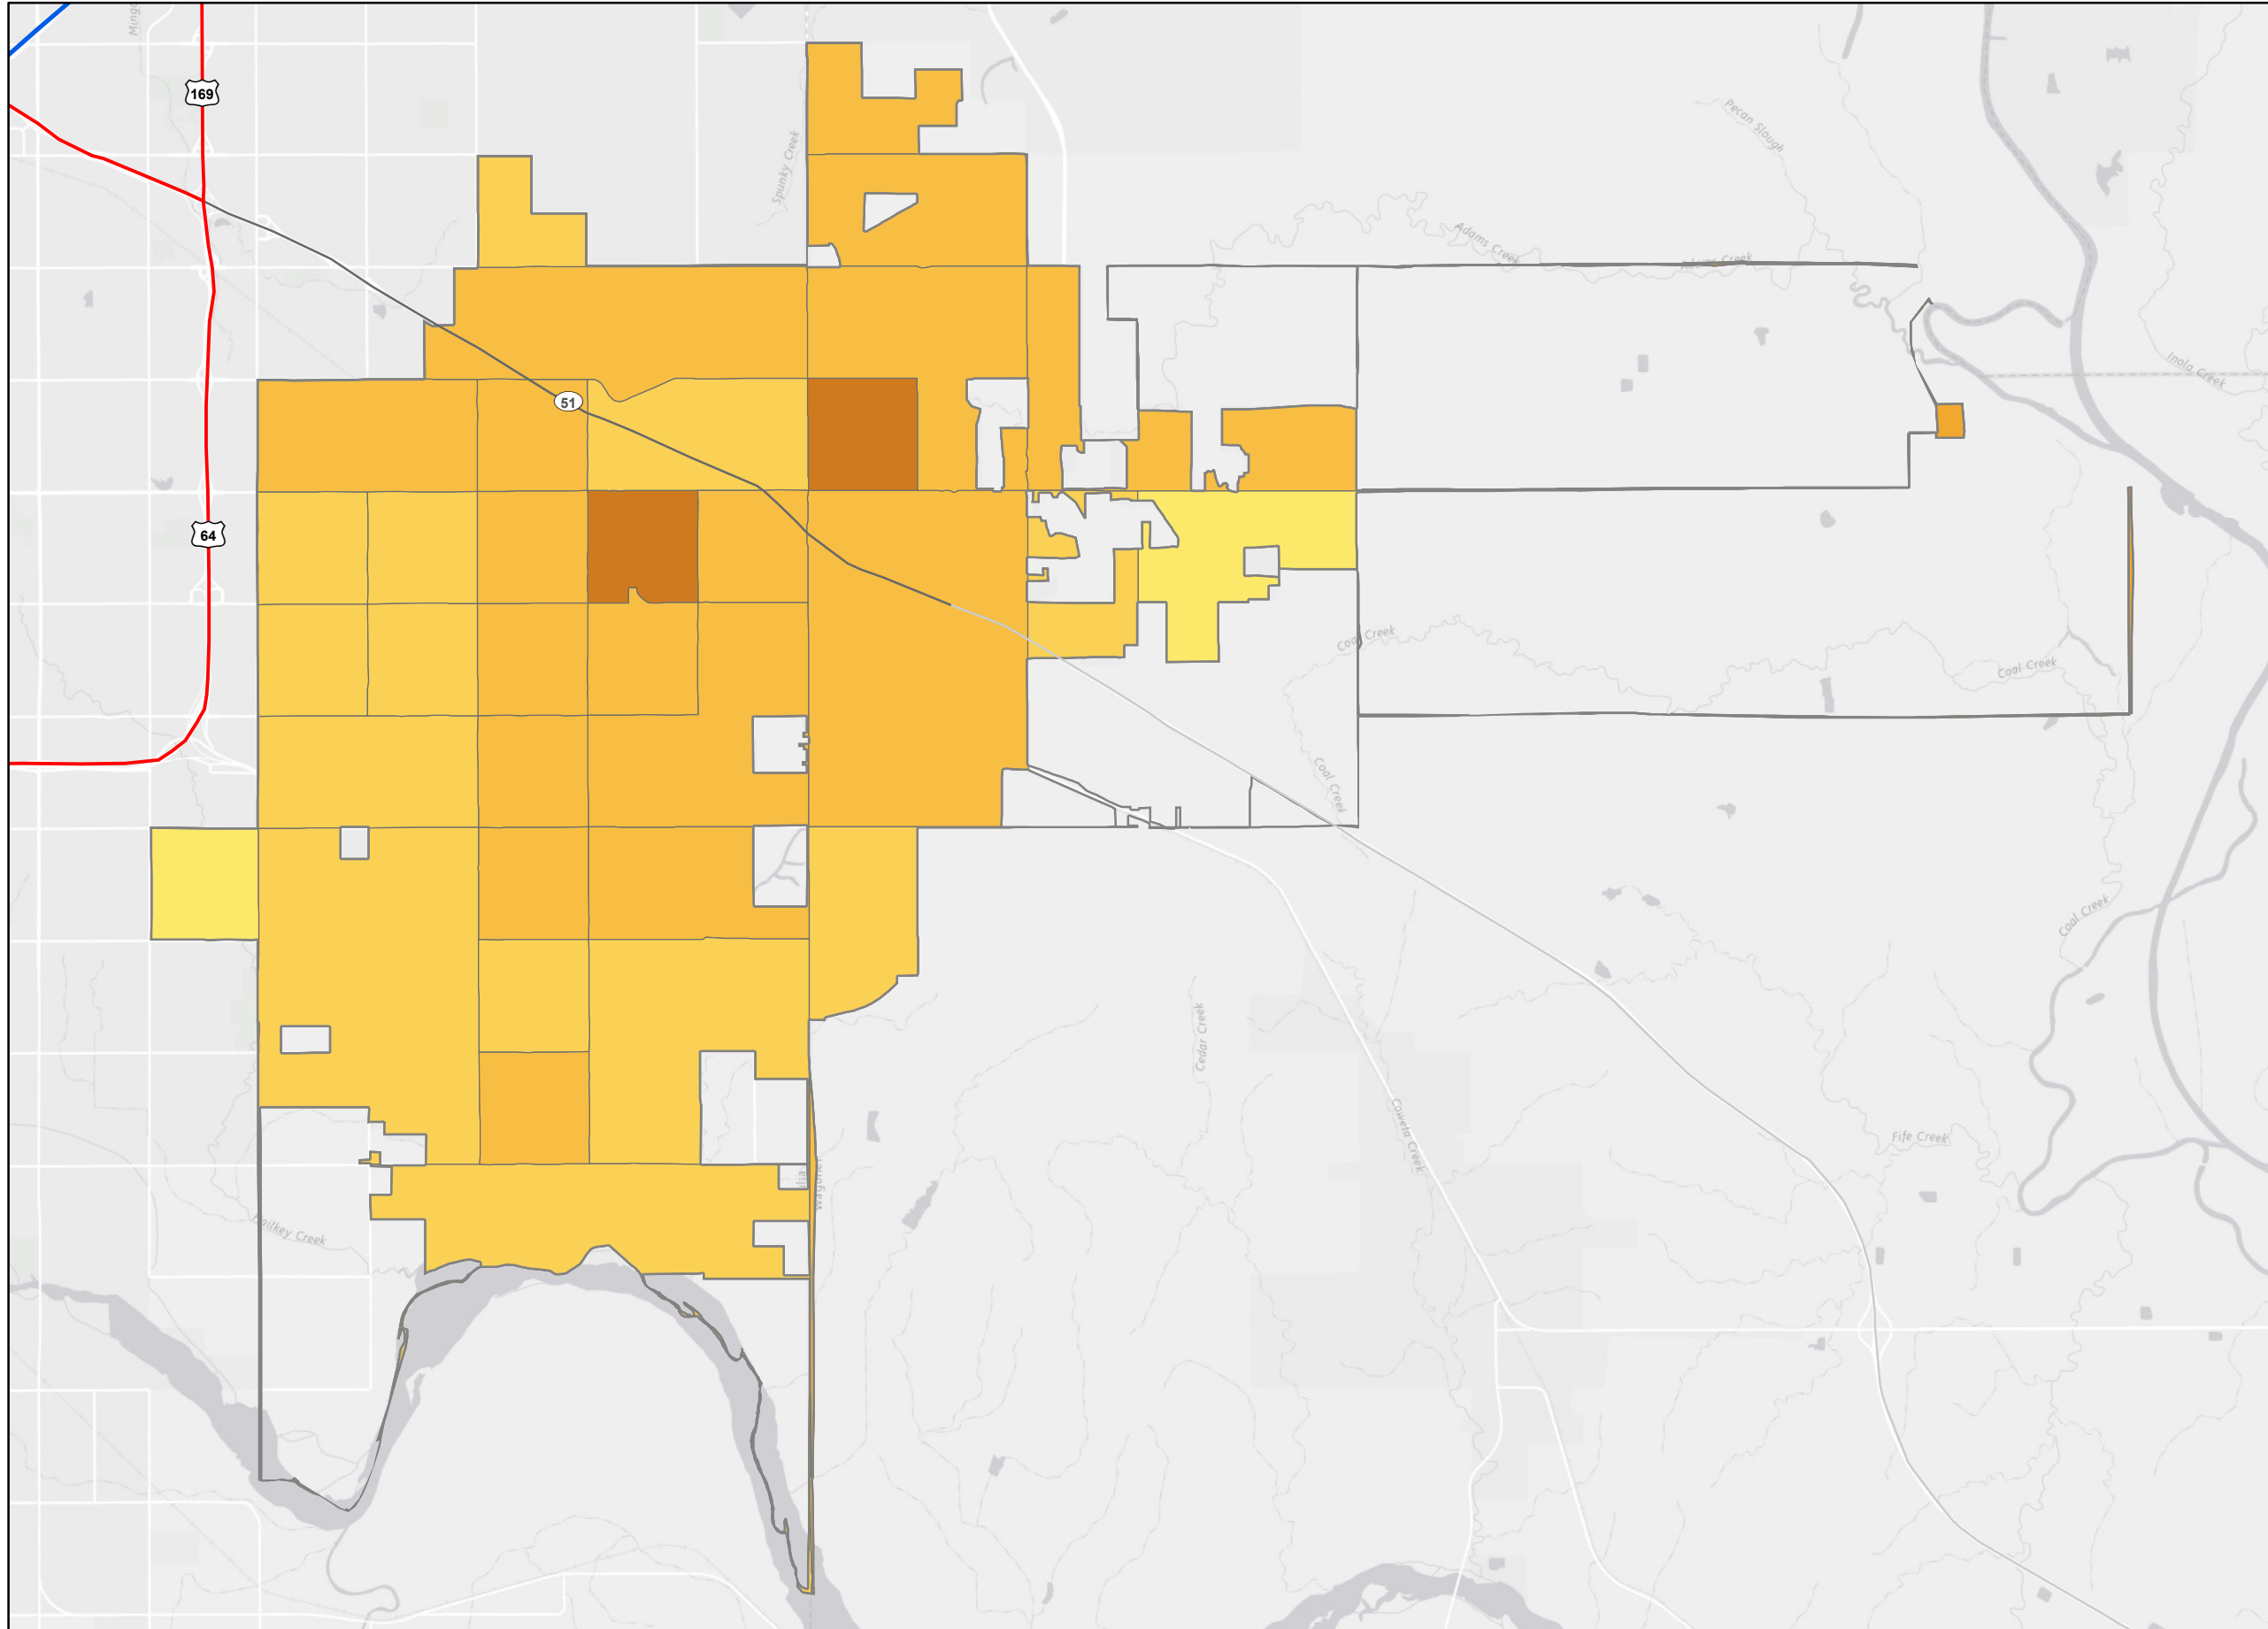 169
Spunky Creek
Pecan Slough
Adams Creek
Adams Creek
Inola Creek
51
64
Coal Creek
Coal Creek
Coal Creek
Coal Creek
Cedar Creek
Coweta Creek
Fife Creek
Wagoner